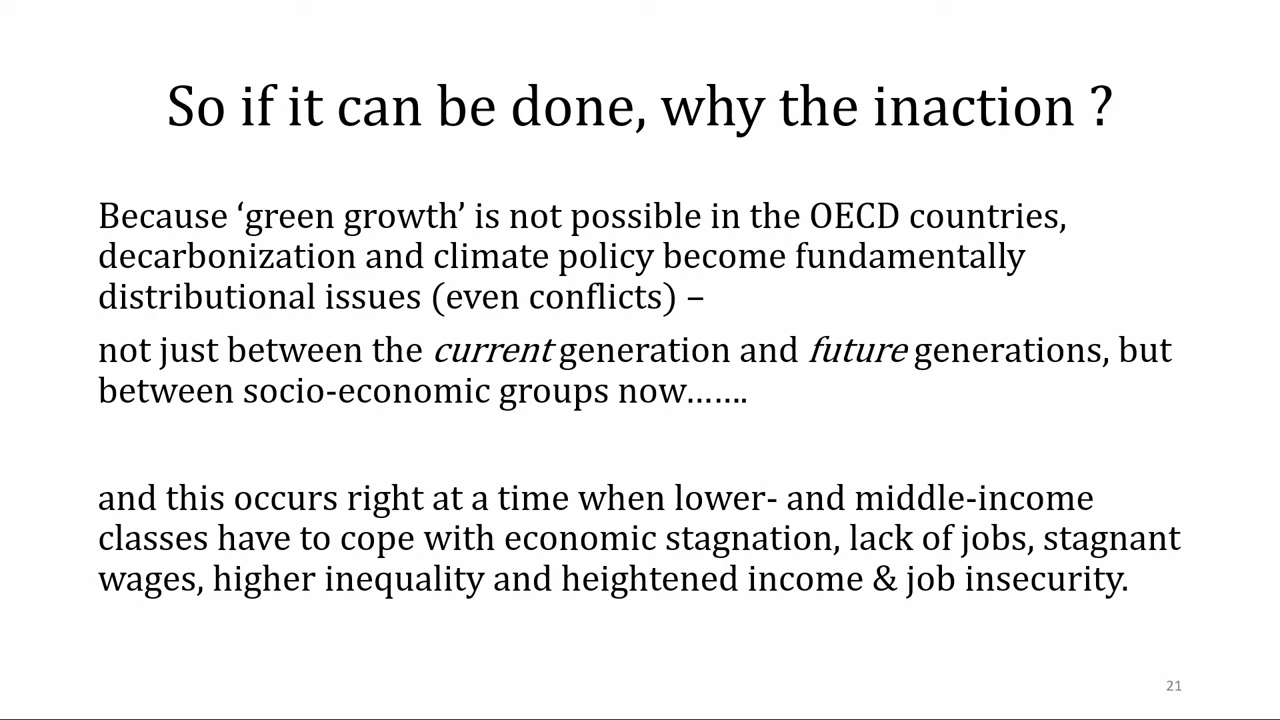 So if it can be done, why the inaction ?
Because ‘green growth’ is not possible in the OECD countries,
decarbonization and climate policy become fundamentally
distributional issues (even conflicts) –
not just between the current generation and future generations, but
between socio-economic groups now…….
and this occurs right at a time when lower- and middle-income
classes have to cope with economic stagnation, lack of jobs, stagnant
wages, higher inequality and heightened income & job insecurity.
21